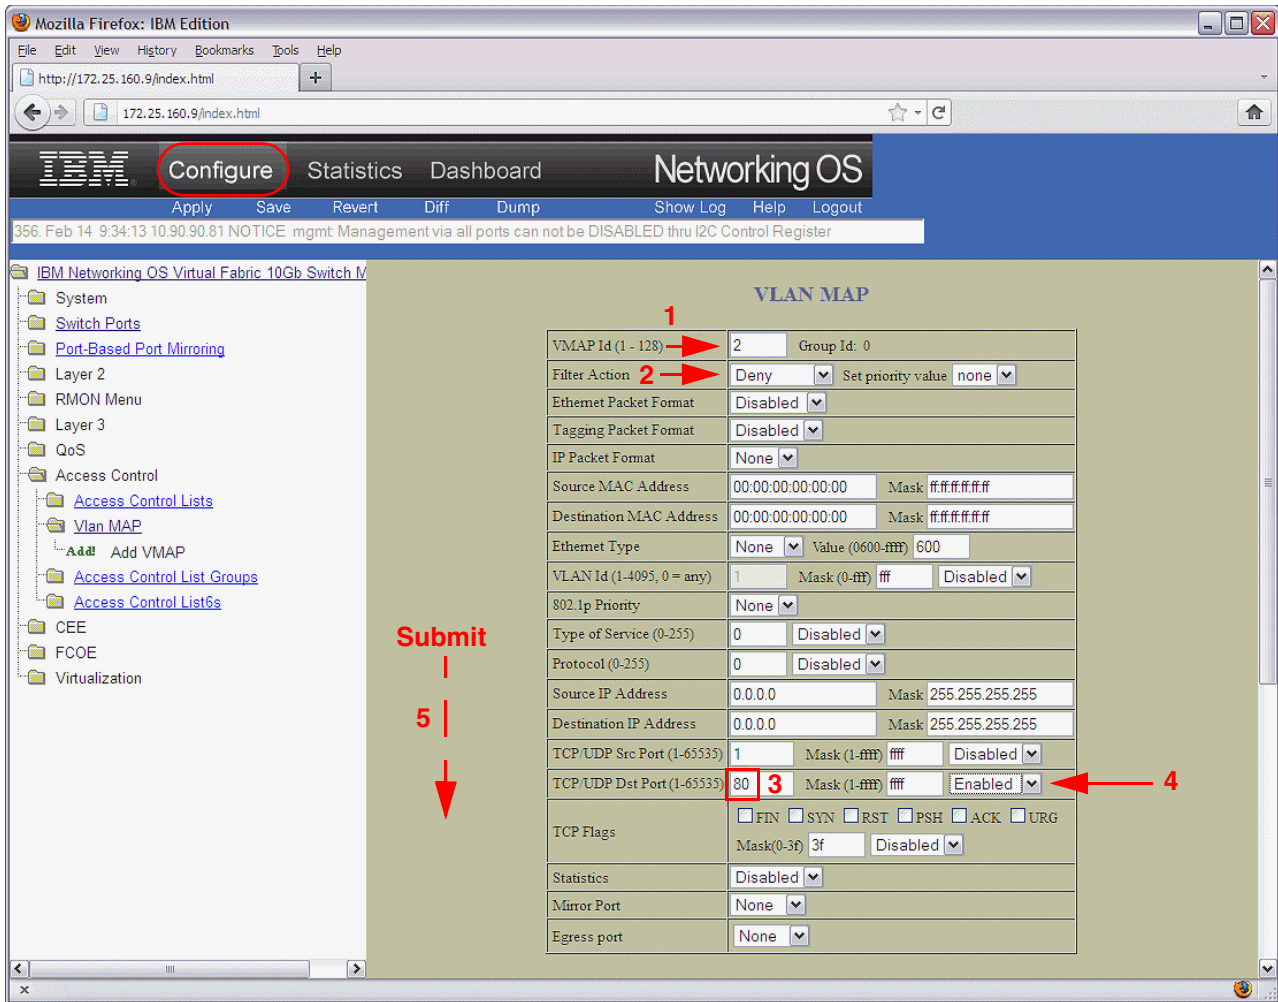 Mozilla Firefox: IBM Edition
File Edit View History Bookmarks Tools Help
http://172.25.160.9/index.html +
172.25.160.9/index.html
IBM Configure Statistics Dashboard Networking OS
Apply Save Revert Diff Dump Show Log Help Logout
356. Feb 14 9:34:13 10.90.90.81 NOTICE mgmt: Management via all ports can not be DISABLED thru I2C Control Register
IBM Networking OS Virtual Fabric 10Gb Switch M
System
Switch Ports
Port-Based Port Mirroring
Layer 2
RMON Menu
Layer 3
QoS
Access Control
Access Control Lists
Vlan MAP
Add! Add VMAP
Access Control List Groups
Access Control List6s
CEE
FCOE
Virtualization
Submit
5
VLAN MAP
1
VMAP Id (1 - 128) 2 Group Id: 0
Filter Action 2 Deny Set priority value none
Ethernet Packet Format Disabled
Tagging Packet Format Disabled
IP Packet Format None
Source MAC Address 00:00:00:00:00:00 Mask ff:ff:ff:ff:ff:ff
Destination MAC Address 00:00:00:00:00:00 Mask ff:ff:ff:ff:ff:ff
Ethernet Type None Value (0600-ffff) 600
VLAN Id (1-4095, 0 = any) 1 Mask (0-fff) fff Disabled
802.1p Priority None
Type of Service (0-255) 0 Disabled
Protocol (0-255) 0 Disabled
Source IP Address 0.0.0.0 Mask 255.255.255.255
Destination IP Address 0.0.0.0 Mask 255.255.255.255
TCP/UDP Src Port (1-65535) 1 Mask (1-ffff) ffff Disabled
TCP/UDP Dst Port (1-65535) 80 3 Mask (1-ffff) ffff Enabled 4
TCP Flags FIN SYN RST PSH ACK URG
Mask(0-3f) 3f Disabled
Statistics Disabled
Mirror Port None
Egress port None